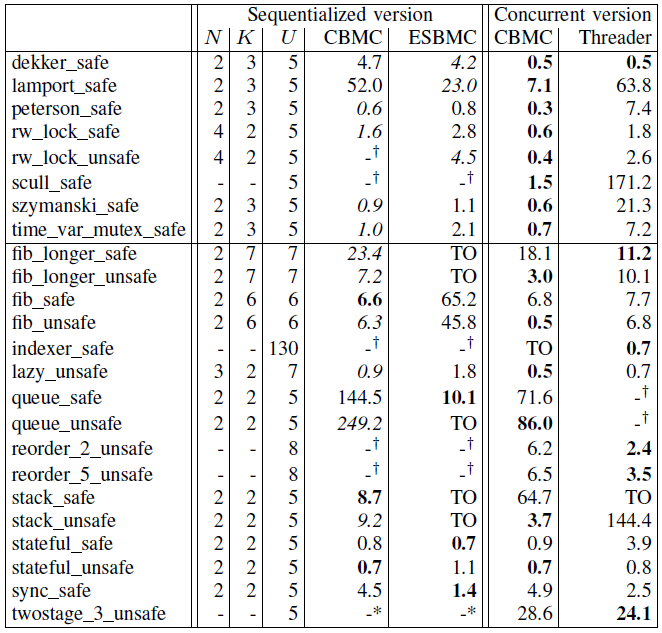 Sequentialized version Concurrent version
N K U CBMC ESBMC CBMC Threader
dekker_safe 2 3 5 4.7 4.2 0.5 0.5
lamport_safe 2 3 5 52.0 23.0 7.1 63.8
peterson_safe 2 3 5 0.6 0.8 0.3 7.4
rw_lock_safe 4 2 5 1.6 2.8 0.6 1.8
rw_lock_unsafe 4 2 5 -† 4.5 0.4 2.6
scull_safe - - 5 -† -† 1.5 171.2
szymanski_safe 2 3 5 0.9 1.1 0.6 21.3
time_var_mutex_safe 2 3 5 1.0 2.1 0.7 7.2
fib_longer_safe 2 7 7 23.4 TO 18.1 11.2
fib_longer_unsafe 2 7 7 7.2 TO 3.0 10.1
fib_safe 2 6 6 6.6 65.2 6.8 7.7
fib_unsafe 2 6 6 6.3 45.8 0.5 6.8
indexer_safe - - 130 -† -† TO 0.7
lazy_unsafe 3 2 7 0.9 1.8 0.5 0.7
queue_safe 2 2 5 144.5 10.1 71.6 -†
queue_unsafe 2 2 5 249.2 TO 86.0 -†
reorder_2_unsafe - - 8 -† -† 6.2 2.4
reorder_5_unsafe - - 8 -† -† 6.5 3.5
stack_safe 2 2 5 8.7 TO 64.7 TO
stack_unsafe 2 2 5 9.2 TO 3.7 144.4
stateful_safe 2 2 5 0.8 0.7 0.9 3.9
stateful_unsafe 2 2 5 0.7 1.1 0.7 0.8
sync_safe 2 2 5 4.5 1.4 4.9 2.5
twostage_3_unsafe - - 5 -* -* 28.6 24.1